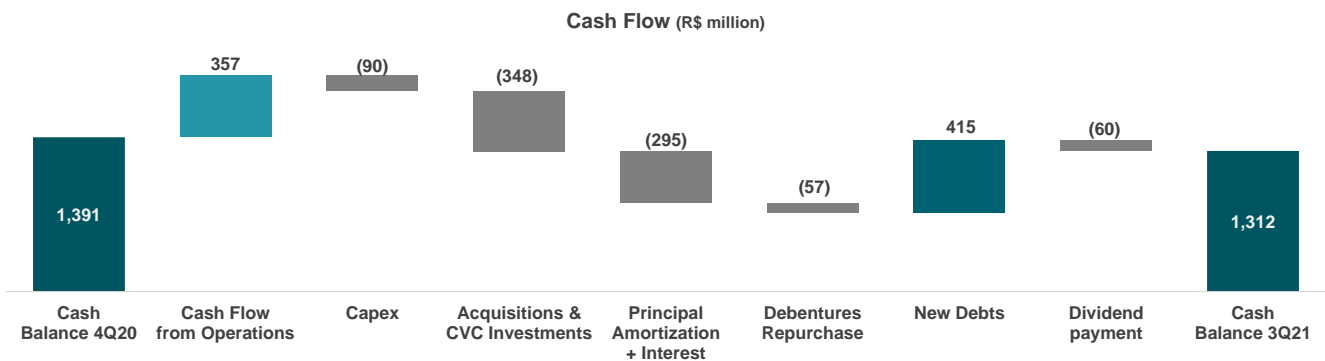 Cash Flow (R$ million)
357
(90)
(348)
(295)
(57)
415
(60)
1,391
1,312
Cash
Balance 4Q20
Cash Flow
from Operations
Capex
Acquisitions &
CVC Investments
Principal
Amortization
+ Interest
Debentures
Repurchase
New Debts
Dividend
payment
Cash
Balance 3Q21